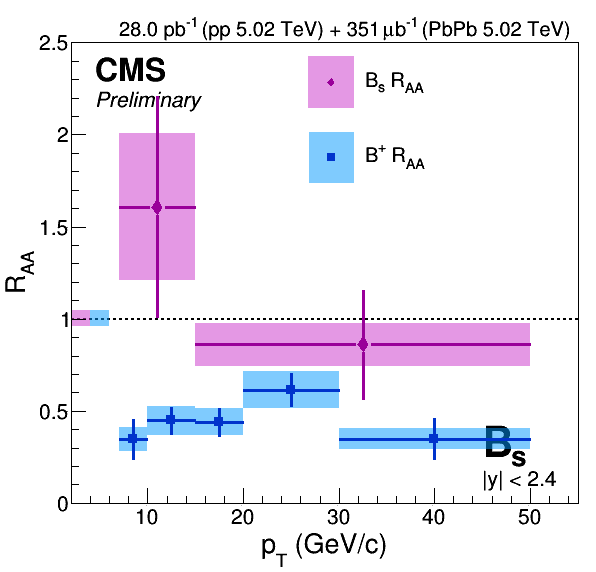 28.0 pb⁻¹ (pp 5.02 TeV) + 351 μb⁻¹ (PbPb 5.02 TeV)
CMS
Preliminary
Bₛ R_AA
B⁺ R_AA
R_AA
2.5
2
1.5
1
0.5
0
Bₛ
|y| < 2.4
10 20 30 40 50
p_T (GeV/c)